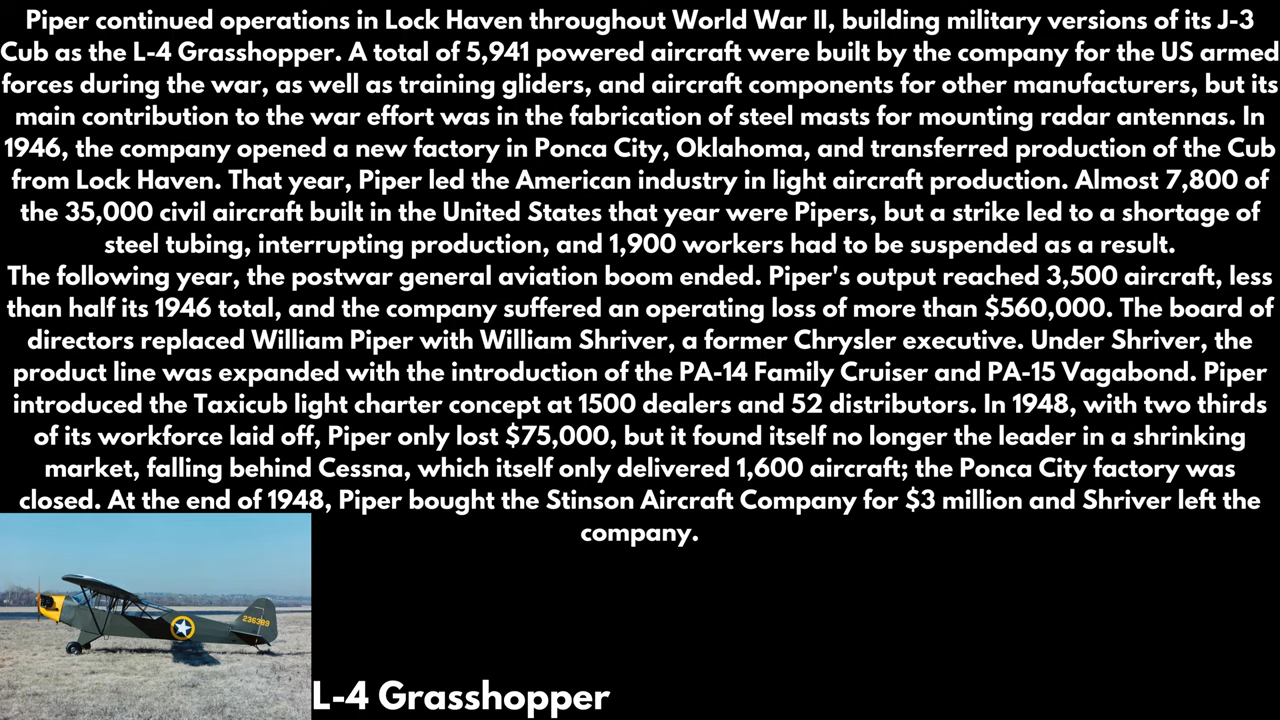 Piper continued operations in Lock Haven throughout World War II, building military versions of its J-3
Cub as the L-4 Grasshopper. A total of 5,941 powered aircraft were built by the company for the US armed
forces during the war, as well as training gliders, and aircraft components for other manufacturers, but its
main contribution to the war effort was in the fabrication of steel masts for mounting radar antennas. In
1946, the company opened a new factory in Ponca City, Oklahoma, and transferred production of the Cub
from Lock Haven. That year, Piper led the American industry in light aircraft production. Almost 7,800 of
the 35,000 civil aircraft built in the United States that year were Pipers, but a strike led to a shortage of
steel tubing, interrupting production, and 1,900 workers had to be suspended as a result.
The following year, the postwar general aviation boom ended. Piper's output reached 3,500 aircraft, less
than half its 1946 total, and the company suffered an operating loss of more than $560,000. The board of
directors replaced William Piper with William Shriver, a former Chrysler executive. Under Shriver, the
product line was expanded with the introduction of the PA-14 Family Cruiser and PA-15 Vagabond. Piper
introduced the Taxicub light charter concept at 1500 dealers and 52 distributors. In 1948, with two thirds
of its workforce laid off, Piper only lost $75,000, but it found itself no longer the leader in a shrinking
market, falling behind Cessna, which itself only delivered 1,600 aircraft; the Ponca City factory was
closed. At the end of 1948, Piper bought the Stinson Aircraft Company for $3 million and Shriver left the
company.
236389
L-4 Grasshopper